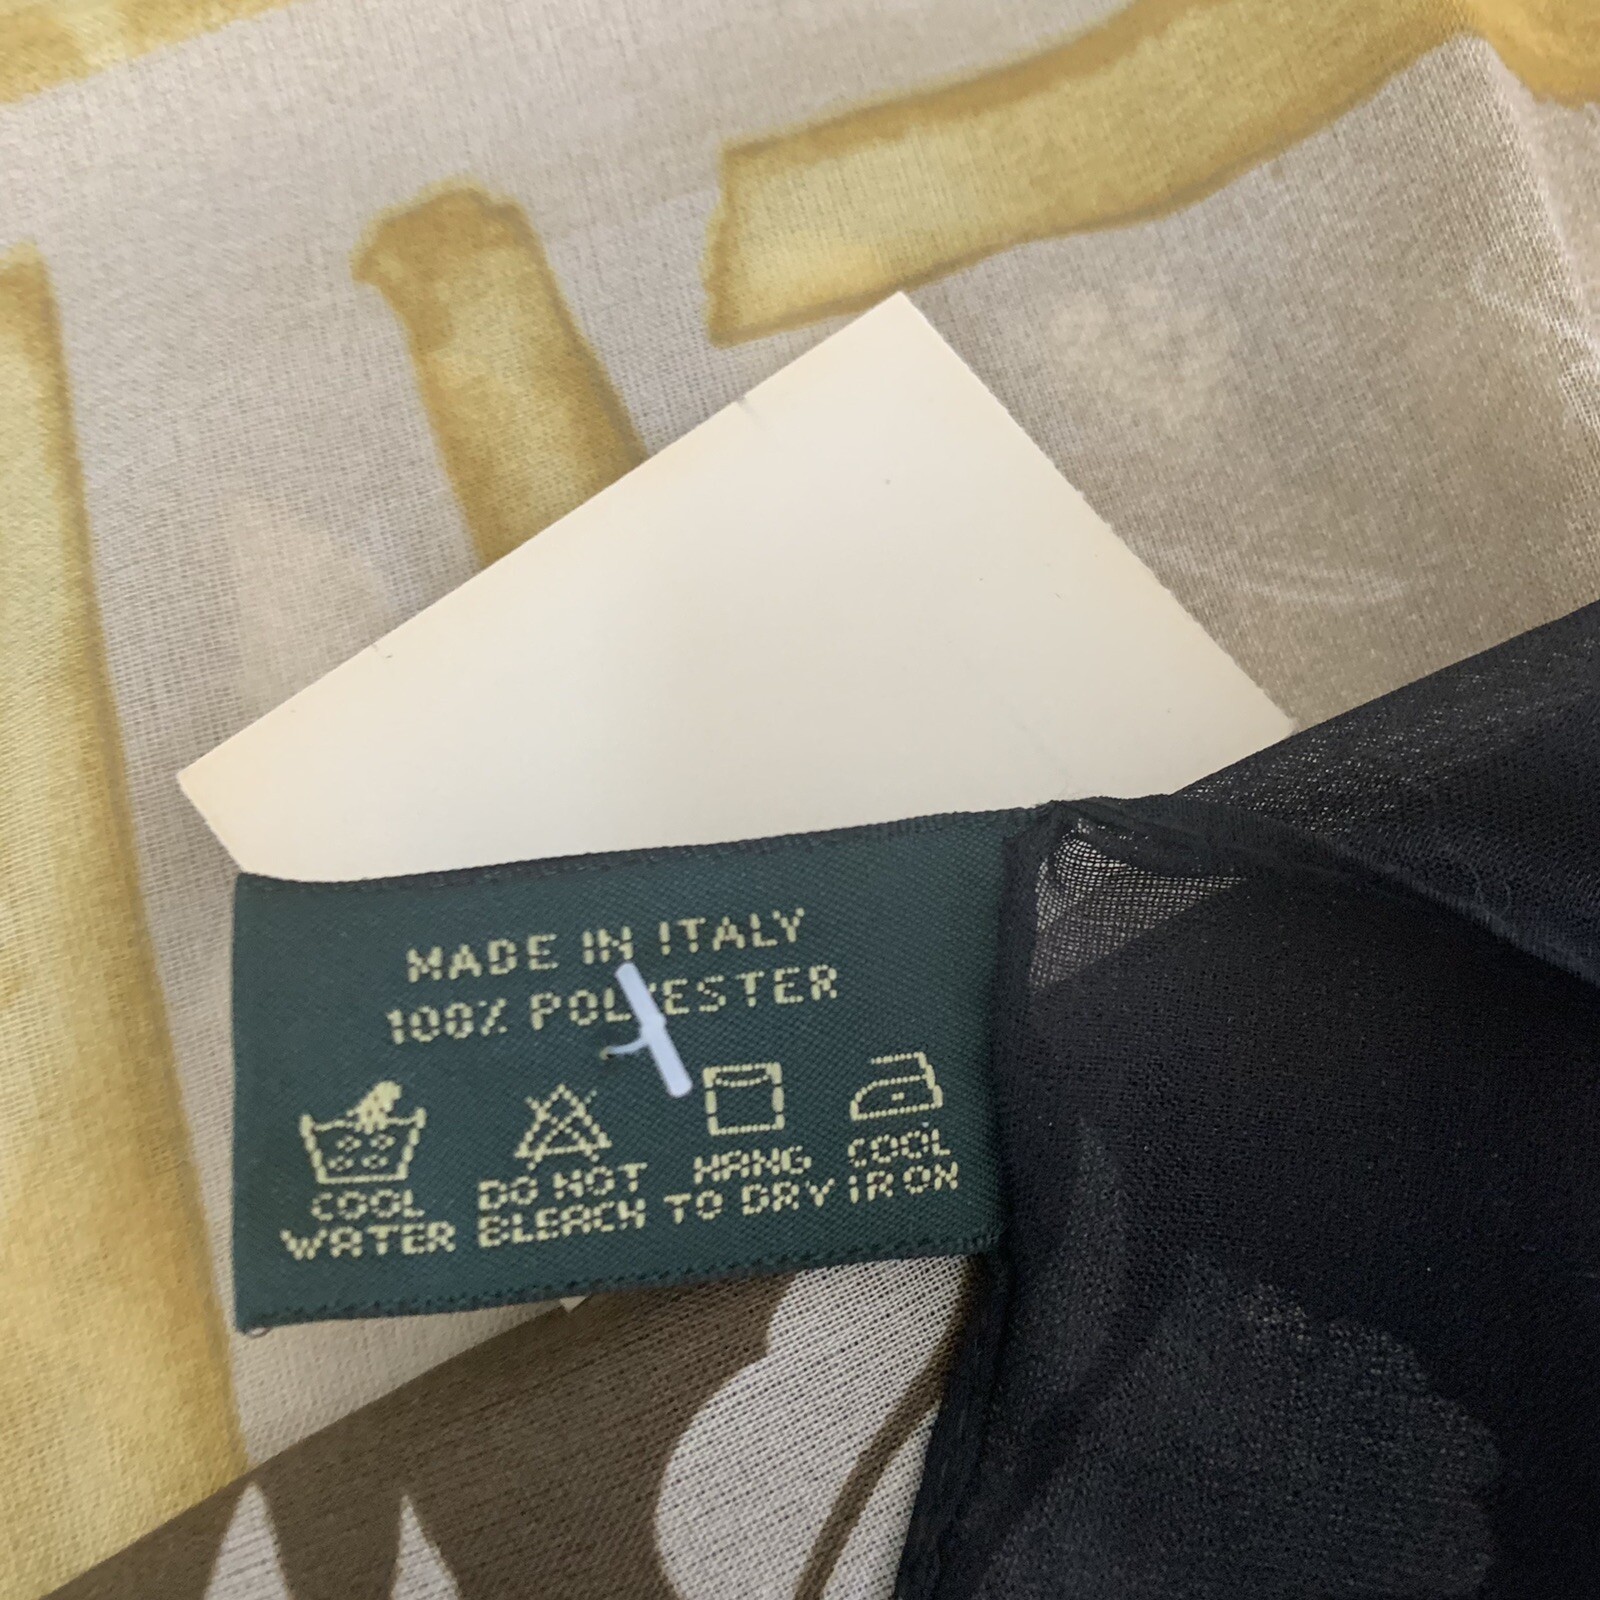 MADE IN ITALY
100% POLYESTER
COOL
WATER
DO NOT
BLEACH
HANG
TO DRY
COOL
IRON